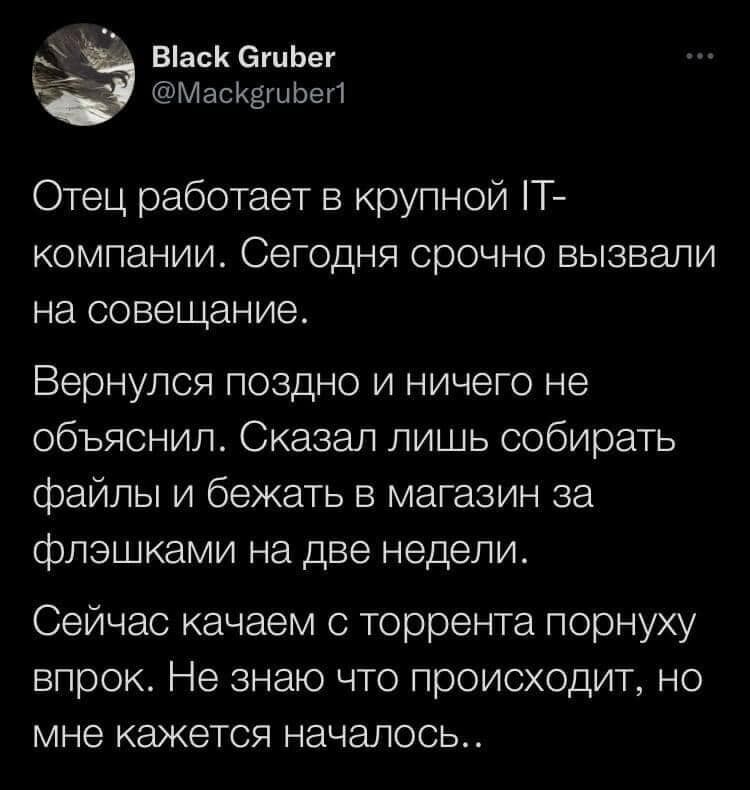 Black Gruber
@Mackgruber1
Отец работает в крупной IT-
компании. Сегодня срочно вызвали
на совещание.
Вернулся поздно и ничего не
объяснил. Сказал лишь собирать
файлы и бежать в магазин за
флэшками на две недели.
Сейчас качаем с торрента порнуху
впрок. Не знаю что происходит, но
мне кажется началось..